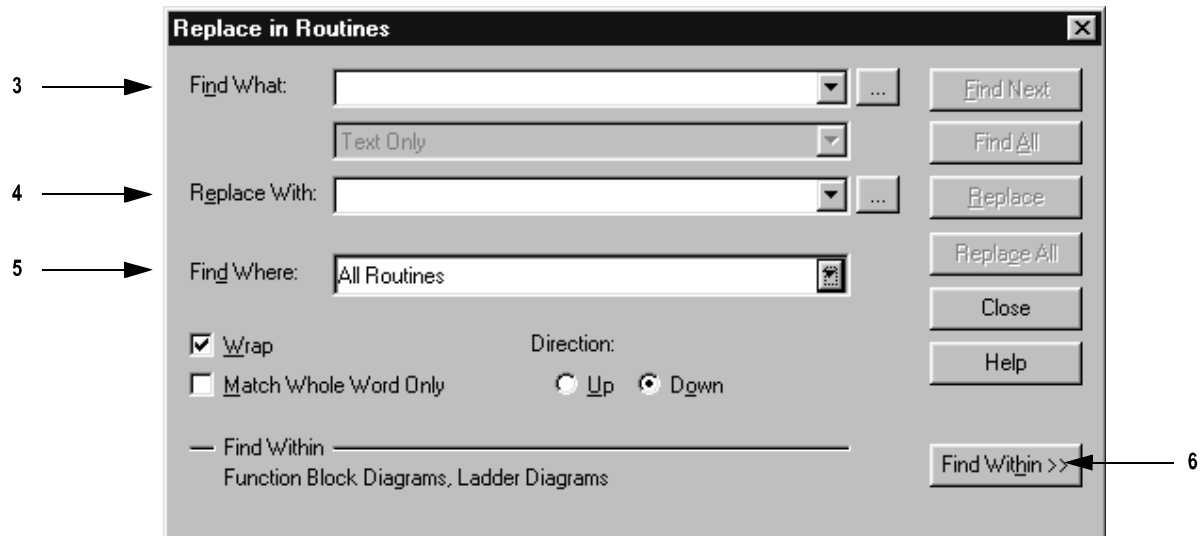 Replace in Routines
3 Find What: ... Find Next
Text Only Find All
4 Replace With: ... Replace
5 Find Where: All Routines Replace All
Close
Wrap Direction:
Help
Match Whole Word Only Up Down
Find Within
Find Within >> 6
Function Block Diagrams, Ladder Diagrams